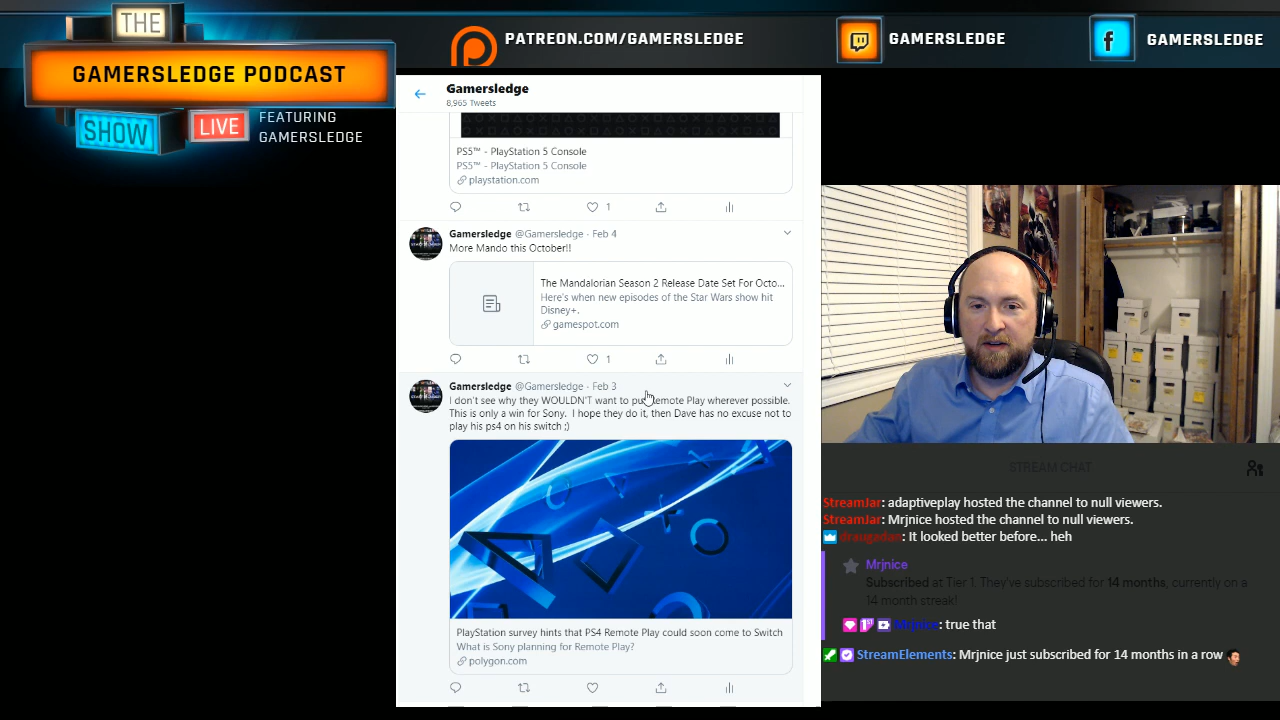 THE
GAMERSLEDGE PODCAST
SHOW
LIVE
FEATURING
GAMERSLEDGE
PATREON.COM/GAMERSLEDGE
GAMERSLEDGE
GAMERSLEDGE
Gamersledge
8,965 Tweets
PS5™ - PlayStation 5 Console
PS5™ - PlayStation 5 Console
playstation.com
1
Gamersledge @Gamersledge · Feb 4
More Mando this October!!
The Mandalorian Season 2 Release Date Set For Octo...
Here's when new episodes of the Star Wars show hit
Disney+.
gamespot.com
1
Gamersledge @Gamersledge · Feb 3
I don't see why they WOULDN'T want to put Remote Play wherever possible.
This is only a win for Sony. I hope they do it, then Dave has no excuse not to
play his ps4 on his switch ;)
PlayStation survey hints that PS4 Remote Play could soon come to Switch
What is Sony planning for Remote Play?
polygon.com
STREAM CHAT
StreamJar: adaptiveplay hosted the channel to null viewers.
StreamJar: Mrjnice hosted the channel to null viewers.
: It looked better before... heh
Mrjnice
Subscribed at Tier 1. They've subscribed for 14 months, currently on a
14 month streak!
Mrjnice: true that
StreamElements: Mrjnice just subscribed for 14 months in a row